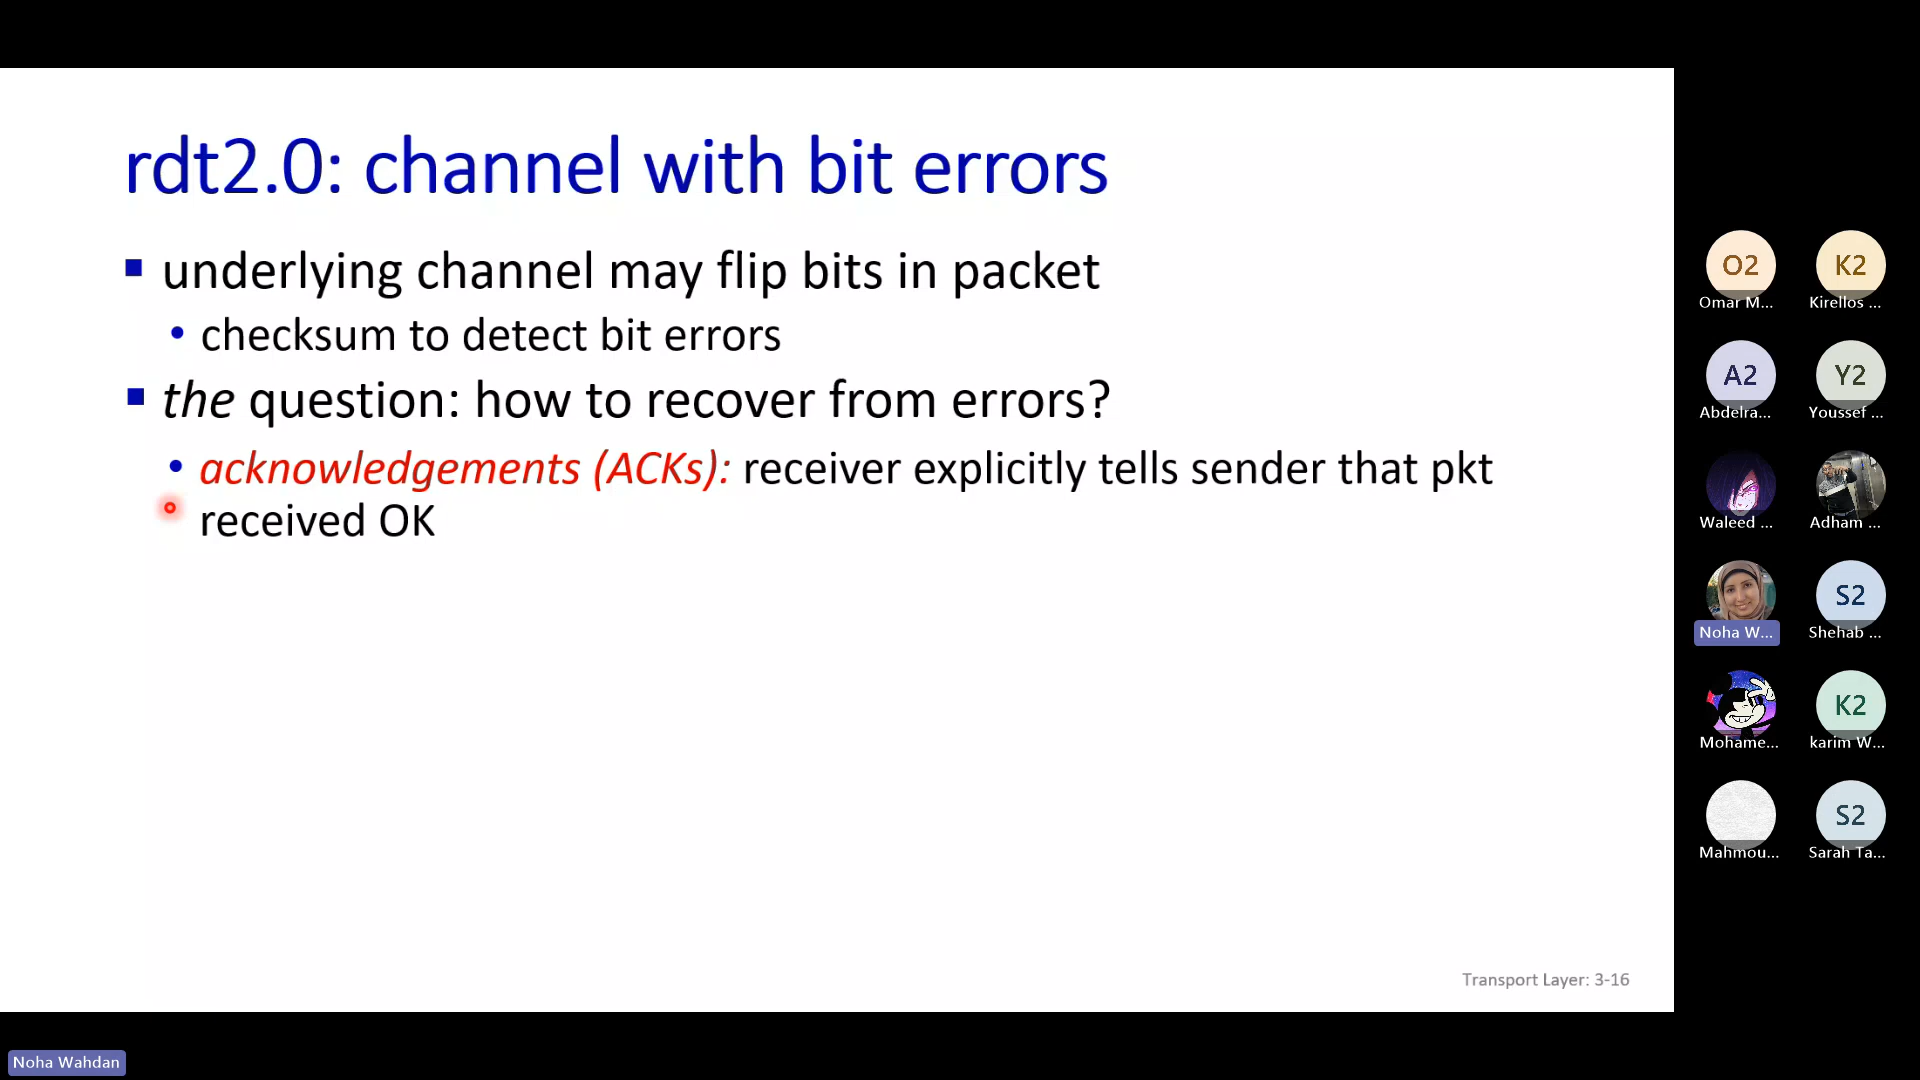 rdt2.0: channel with bit errors
underlying channel may flip bits in packet
checksum to detect bit errors
the question: how to recover from errors?
acknowledgements (ACKs): receiver explicitly tells sender that pkt
received OK
Transport Layer: 3-16
O2 K2
Omar M... Kirellos ...
A2 Y2
Abdelra... Youssef ...
Waleed ... Adham ...
S2
Noha W... Shehab ...
K2
Mohame... karim W...
S2
Mahmou... Sarah Ta...
Noha Wahdan